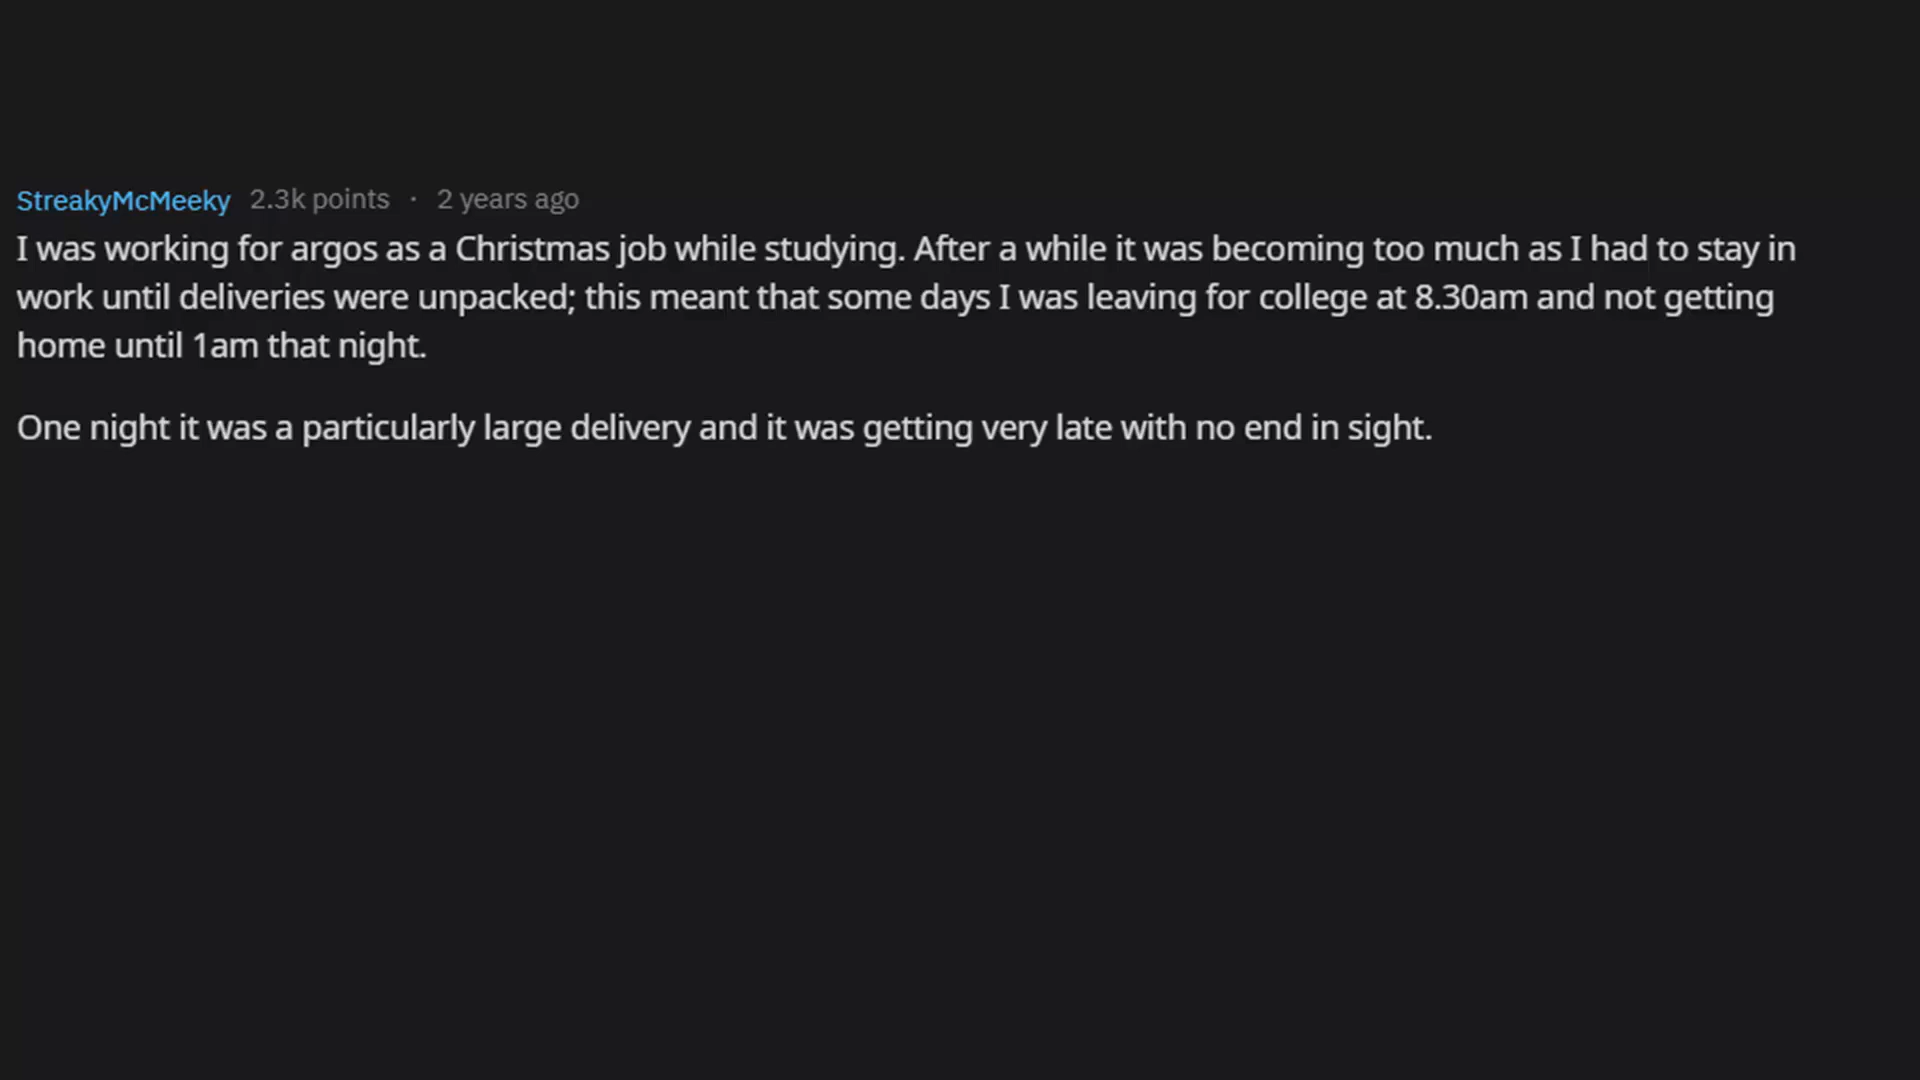 StreakyMcMeeky 2.3k points · 2 years ago
I was working for argos as a Christmas job while studying. After a while it was becoming too much as I had to stay in
work until deliveries were unpacked; this meant that some days I was leaving for college at 8.30am and not getting
home until 1am that night.
One night it was a particularly large delivery and it was getting very late with no end in sight.